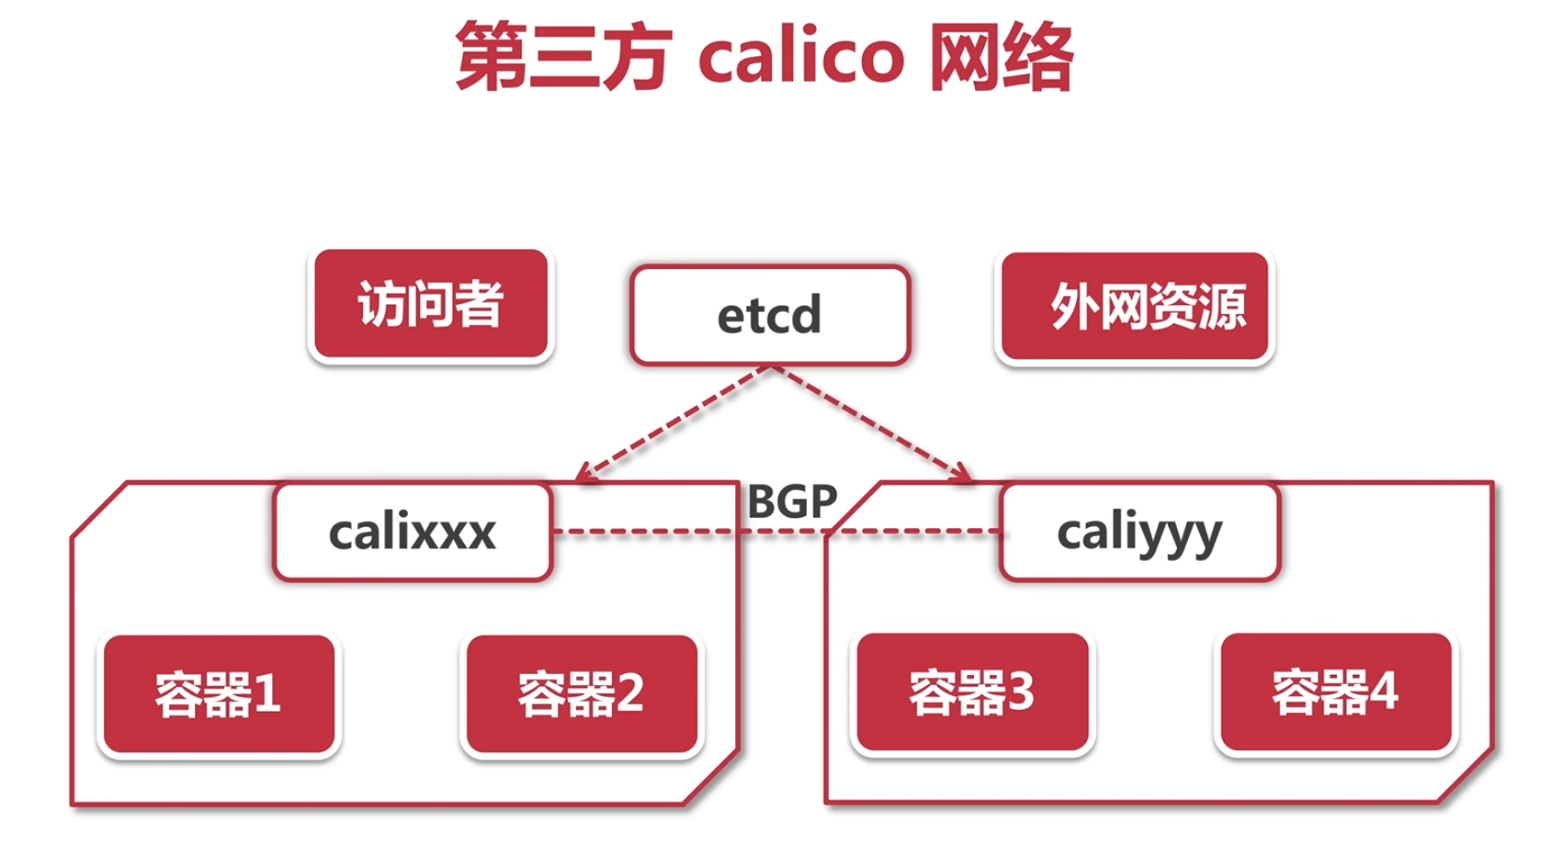 第三方 calico 网络
访问者
etcd
外网资源
BGP
calixxx
caliyyy
容器1
容器2
容器3
容器4